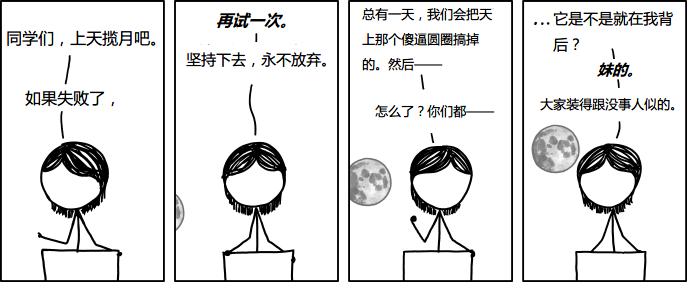 同学们，上天揽月吧。
如果失败了，
再试一次。
坚持下去，永不放弃。
总有一天，我们会把天
上那个傻逼圆圈搞掉
的。然后——
怎么了？你们都——
…它是不是就在我背
后？
妹的。
大家装得跟没事人似的。